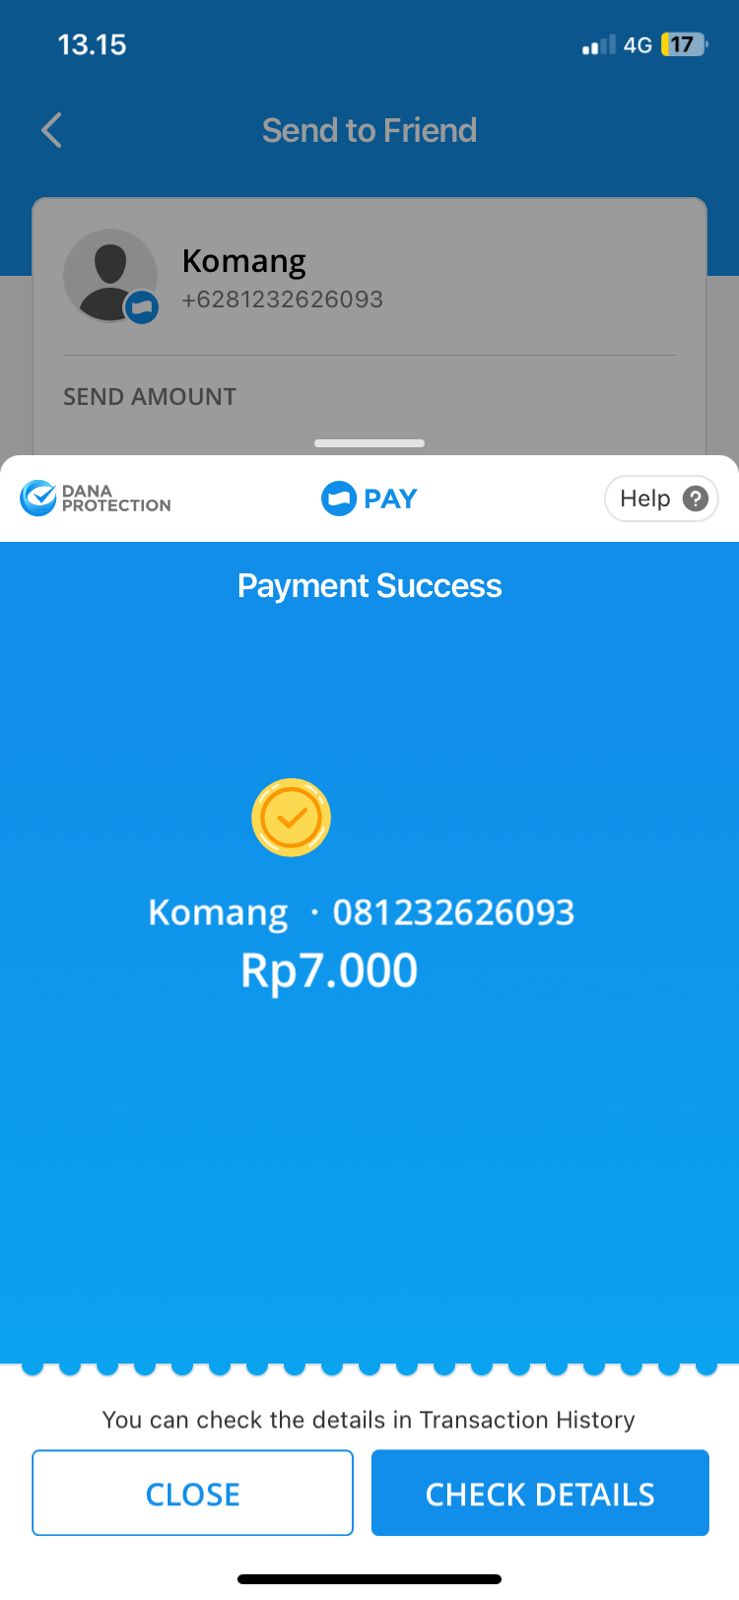 13.15
4G 17
Send to Friend
Komang
+6281232626093
SEND AMOUNT
DANA
PROTECTION
PAY
Help ?
Payment Success
Komang · 081232626093
Rp7.000
You can check the details in Transaction History
CLOSE
CHECK DETAILS